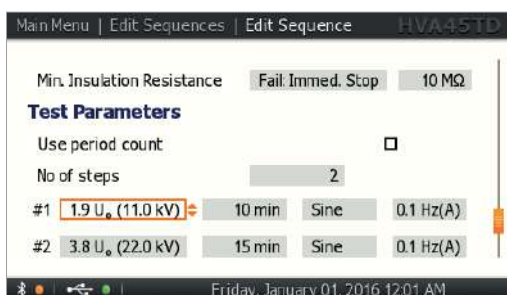 Main Menu | Edit Sequences | Edit Sequence HVA45TD
Min. Insulation Resistance Fail: Immed. Stop 10 MΩ
Test Parameters
Use period count
No of steps 2
#1 1.9 U₀ (11.0 kV) 10 min Sine 0.1 Hz(A)
#2 3.8 U₀ (22.0 kV) 15 min Sine 0.1 Hz(A)
Friday, January 01, 2016 12:01 AM